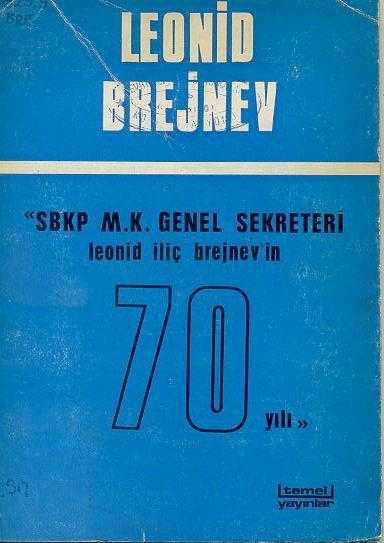 LEONİD
BREJNEV
«SBKP M.K. GENEL SEKRETERİ
leonid iliç brejnev in
70
yılı»
temel
yayınlar